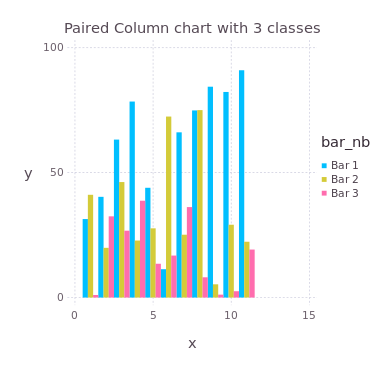 Paired Column chart with 3 classes
100
50
0
y
0
5
10
15
x
bar_nb
Bar 1
Bar 2
Bar 3